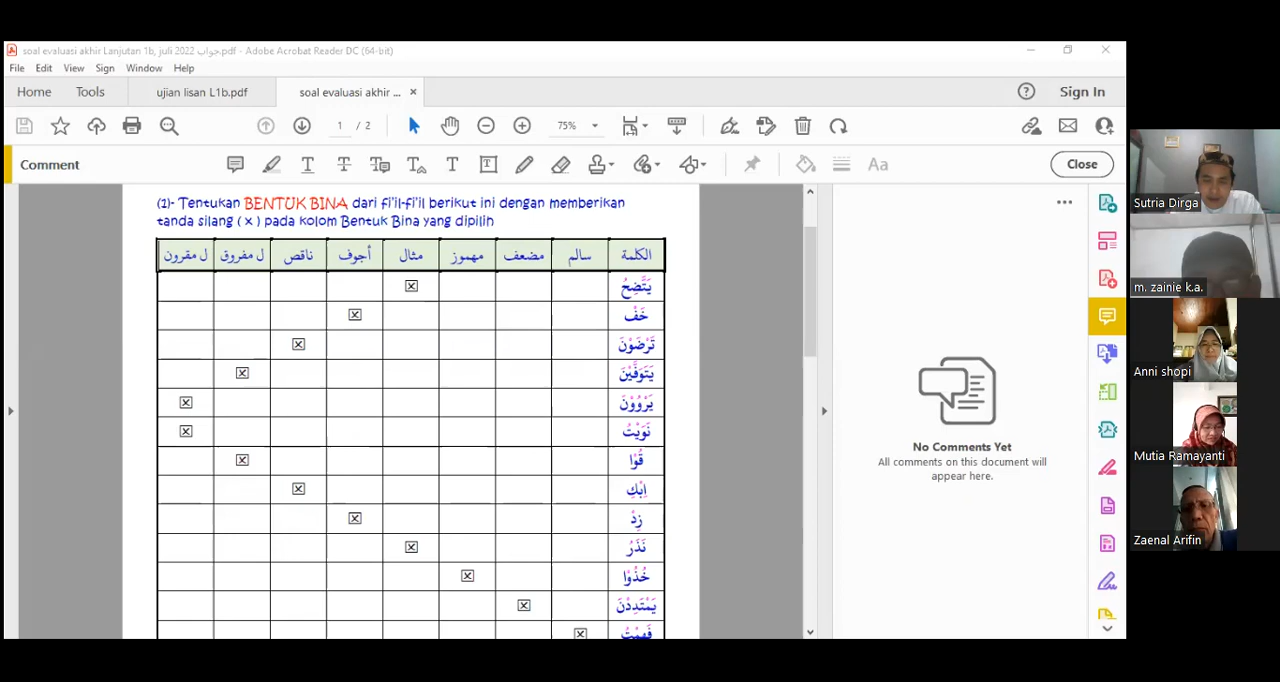 soal evaluasi akhir Lanjutan 1b, juli 2022 جواب.pdf - Adobe Acrobat Reader DC (64-bit)
File Edit View Sign Window Help
Home Tools ujian lisan L1b.pdf soal evaluasi akhir ... × Sign In
1 / 2 75%
Comment Close
(1)- Tentukan BENTUK BINA dari fi'il-fi'il berikut ini dengan memberikan
tanda silang ( x ) pada kolom Bentuk Bina yang dipilih
الكلمة سالم مضعف مهموز مثال أجوف ناقص ل مفروق ل مقرون
يَتَّضِحُ
خَفْ
تَرْضَوْنَ
يَتَوَفَّيْنَ
يَرْوُوْنَ
نَوَيْتُ
قُوْا
اِبْكِ
زِدْ
نَذَرُ
خُذُوْا
يَمْتَدِدْنَ
فَهِمْتُ
No Comments Yet
All comments on this document will
appear here.
Sutria Dirga
m. zainie k.a.
Anni shopi
Mutia Ramayanti
Zaenal Arifin